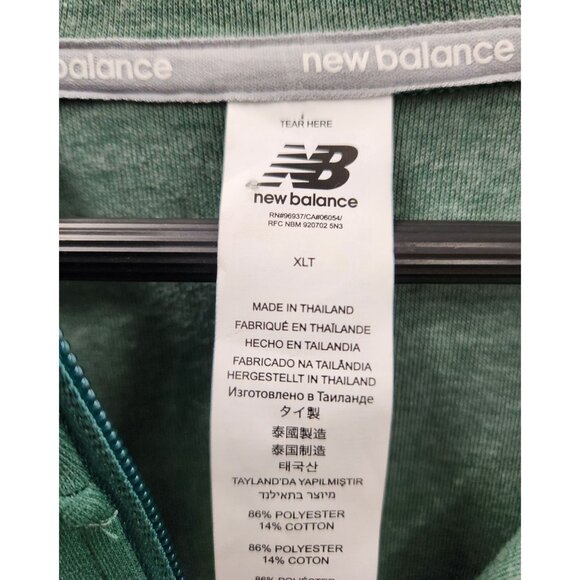 balance new balance
TEAR HERE
NB
new balance
RN#96937/CA#06054/
RFC NBM 920702 5N3
XLT
MADE IN THAILAND
FABRIQUÉ EN THAÏLANDE
HECHO EN TAILANDIA
FABRICADO NA TAILÂNDIA
HERGESTELLT IN THAILAND
Изготовлено в Таиланде
タイ製
泰國製造
泰国制造
태국산
TAYLAND'DA YAPILMIŞTIR
מיוצר בתאילנד
86% POLYESTER
14% COTTON
86% POLYESTER
14% COTON
86% POLIESTER